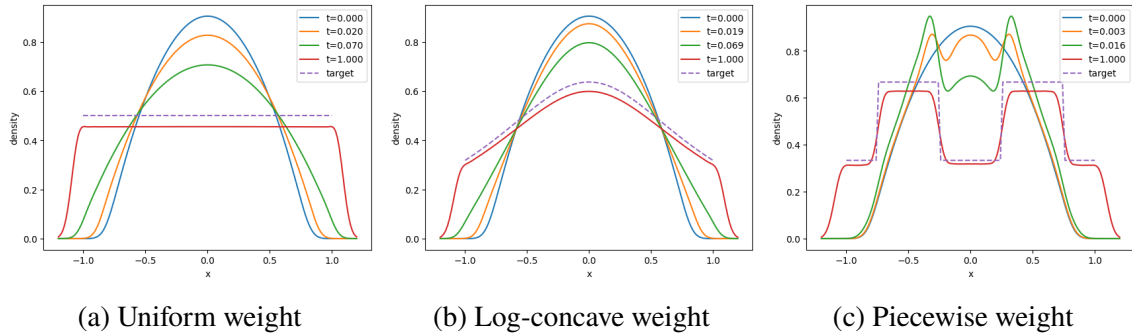 t=0.000
t=0.020
t=0.070
t=1.000
target
density
0.8
0.6
0.4
0.2
0.0
−1.0 −0.5 0.0 0.5 1.0
x
(a) Uniform weight
t=0.000
t=0.019
t=0.069
t=1.000
target
density
0.8
0.6
0.4
0.2
0.0
−1.0 −0.5 0.0 0.5 1.0
x
(b) Log-concave weight
t=0.000
t=0.003
t=0.016
t=1.000
target
density
0.8
0.6
0.4
0.2
0.0
−1.0 −0.5 0.0 0.5 1.0
x
(c) Piecewise weight